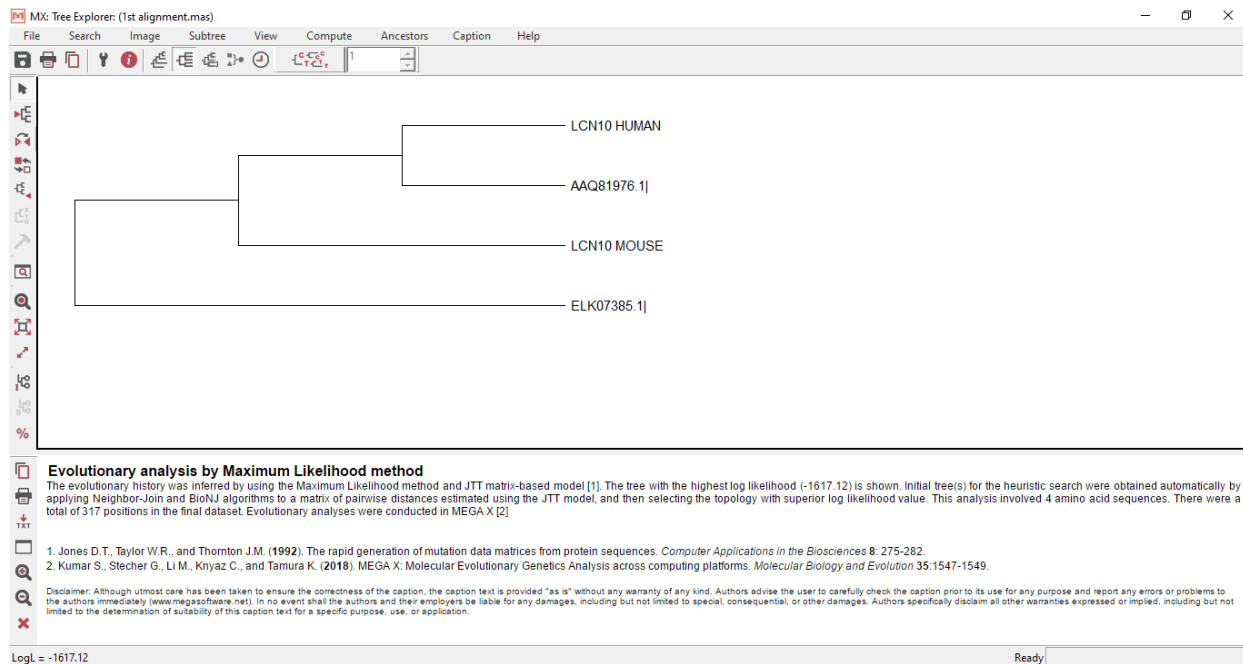 MX: Tree Explorer: (1st alignment.mas)
File Search Image Subtree View Compute Ancestors Caption Help
1
LCN10 HUMAN
AAQ81976.1|
LCN10 MOUSE
ELK07385.1|
%
Evolutionary analysis by Maximum Likelihood method
The evolutionary history was inferred by using the Maximum Likelihood method and JTT matrix-based model [1]. The tree with the highest log likelihood (-1617.12) is shown. Initial tree(s) for the heuristic search were obtained automatically by
applying Neighbor-Join and BioNJ algorithms to a matrix of pairwise distances estimated using the JTT model, and then selecting the topology with superior log likelihood value. This analysis involved 4 amino acid sequences. There were a
total of 317 positions in the final dataset. Evolutionary analyses were conducted in MEGA X [2]
TXT
1. Jones D.T., Taylor W.R., and Thornton J.M. (1992). The rapid generation of mutation data matrices from protein sequences. Computer Applications in the Biosciences 8: 275-282.
2. Kumar S., Stecher G., Li M., Knyaz C., and Tamura K. (2018). MEGA X: Molecular Evolutionary Genetics Analysis across computing platforms. Molecular Biology and Evolution 35:1547-1549.
Disclaimer: Although utmost care has been taken to ensure the correctness of the caption, the caption text is provided "as is" without any warranty of any kind. Authors advise the user to carefully check the caption prior to its use for any purpose and report any errors or problems to
the authors immediately (www.megasoftware.net). In no event shall the authors and their employers be liable for any damages, including but not limited to special, consequential, or other damages. Authors specifically disclaim all other warranties expressed or implied, including but not
limited to the determination of suitability of this caption text for a specific purpose, use, or application.
LogL = -1617.12 Ready